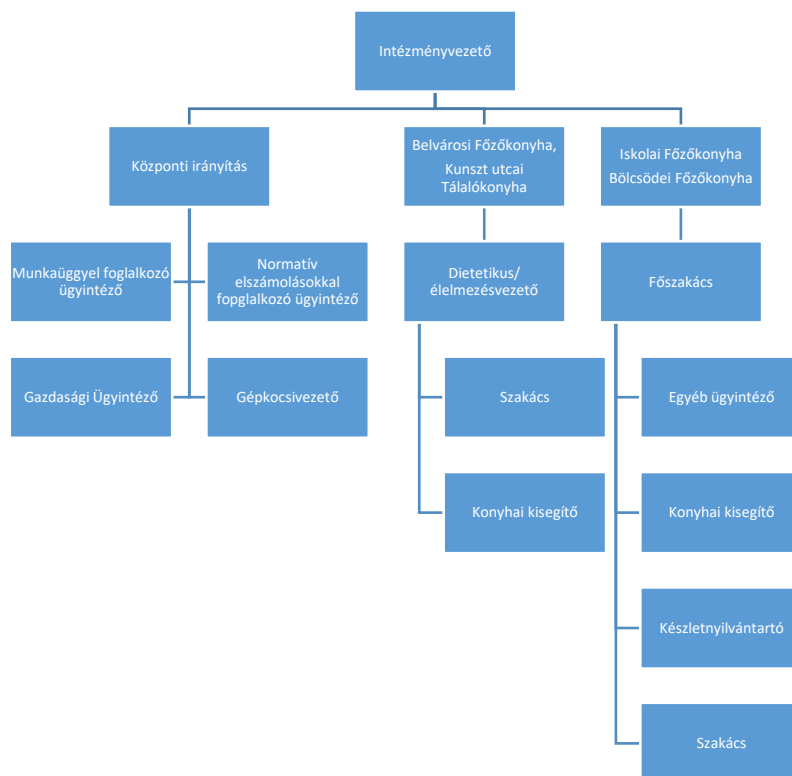 Intézményvezető
Központi irányítás
Belvárosi Főzőkonyha,
Kunszt utcai
Tálalókonyha
Iskolai Főzőkonyha
Bölcsödei Főzőkonyha
Munkaüggyel foglalkozó
ügyintéző
Normatív
elszámolásokkal
fopglalkozó ügyintéző
Dietetikus/
élelmezésvezető
Főszakács
Gazdasági Ügyintéző
Gépkocsivezető
Szakács
Egyéb ügyintéző
Konyhai kisegítő
Konyhai kisegítő
Készletnyilvántartó
Szakács